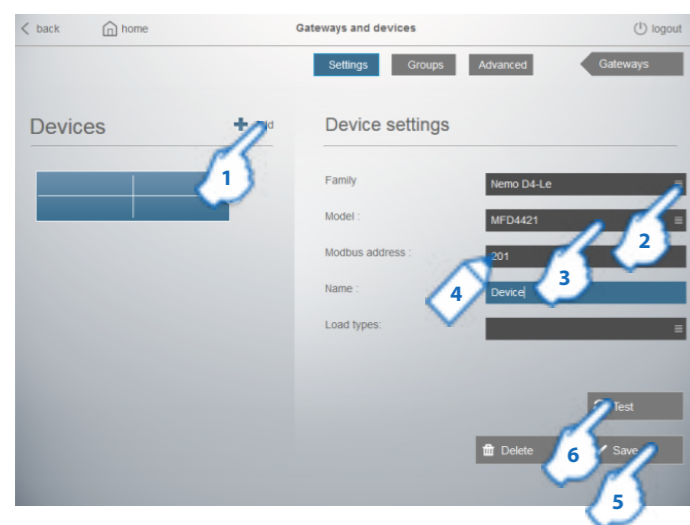 back home Gateways and devices logout
Settings Groups Advanced Gateways
Devices
Device settings
1
Family Nemo D4-Le
2
Model : MFD4421
Modbus address : 201
3
4
Name : Device
Load types:
Test
Delete 6 Save
5